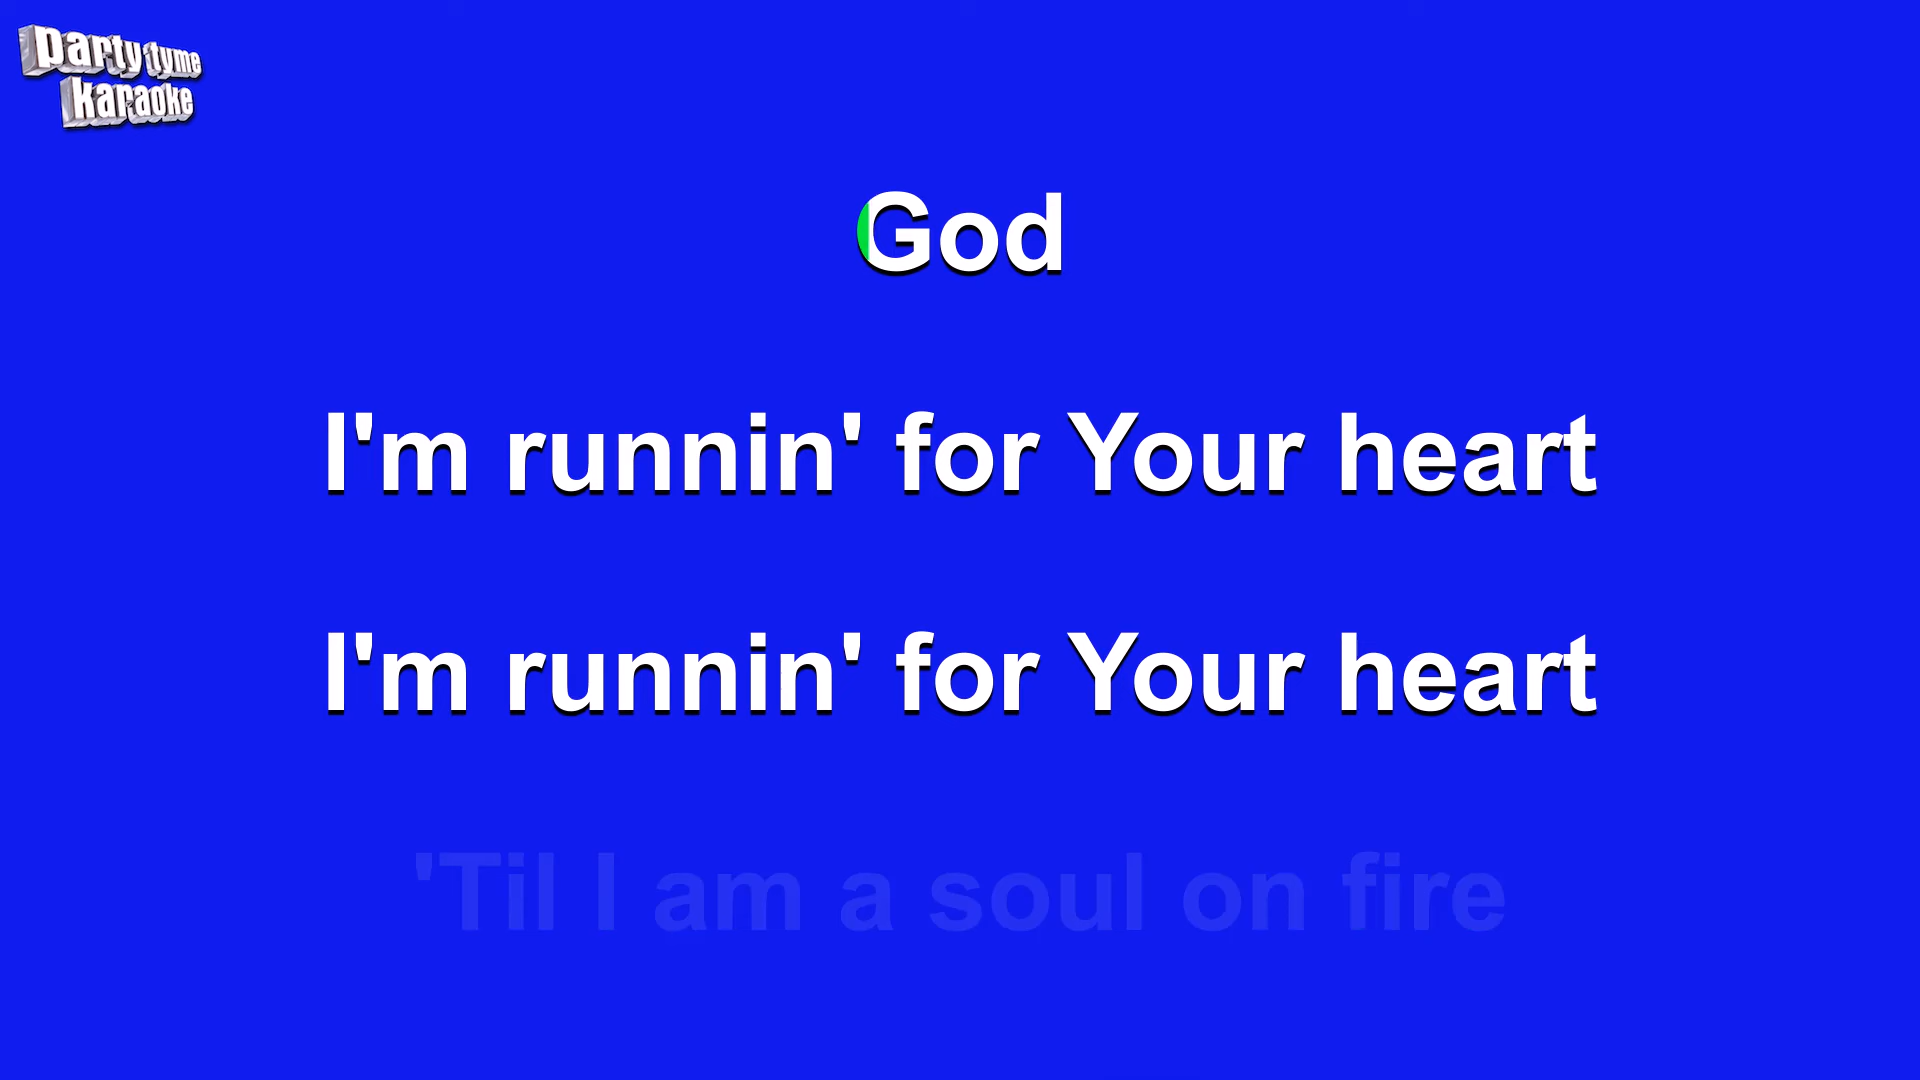 party tyme
karaoke
God
I'm runnin' for Your heart
I'm runnin' for Your heart
'Til I am a soul on fire